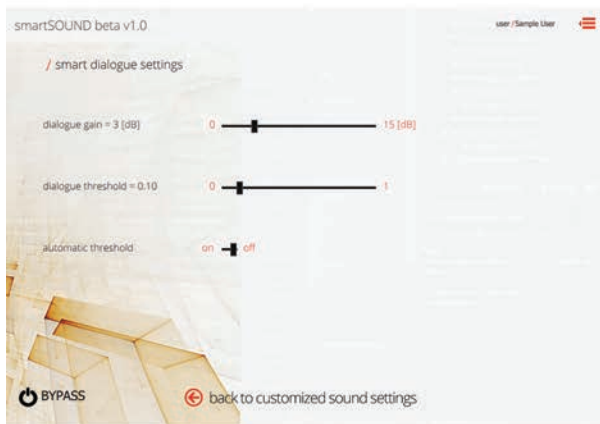 smartSOUND beta v1.0
user /Sample User
/ smart dialogue settings
dialogue gain = 3 [dB]
0
15 [dB]
dialogue threshold = 0.10
0
1
automatic threshold
on
off
BYPASS
back to customized sound settings